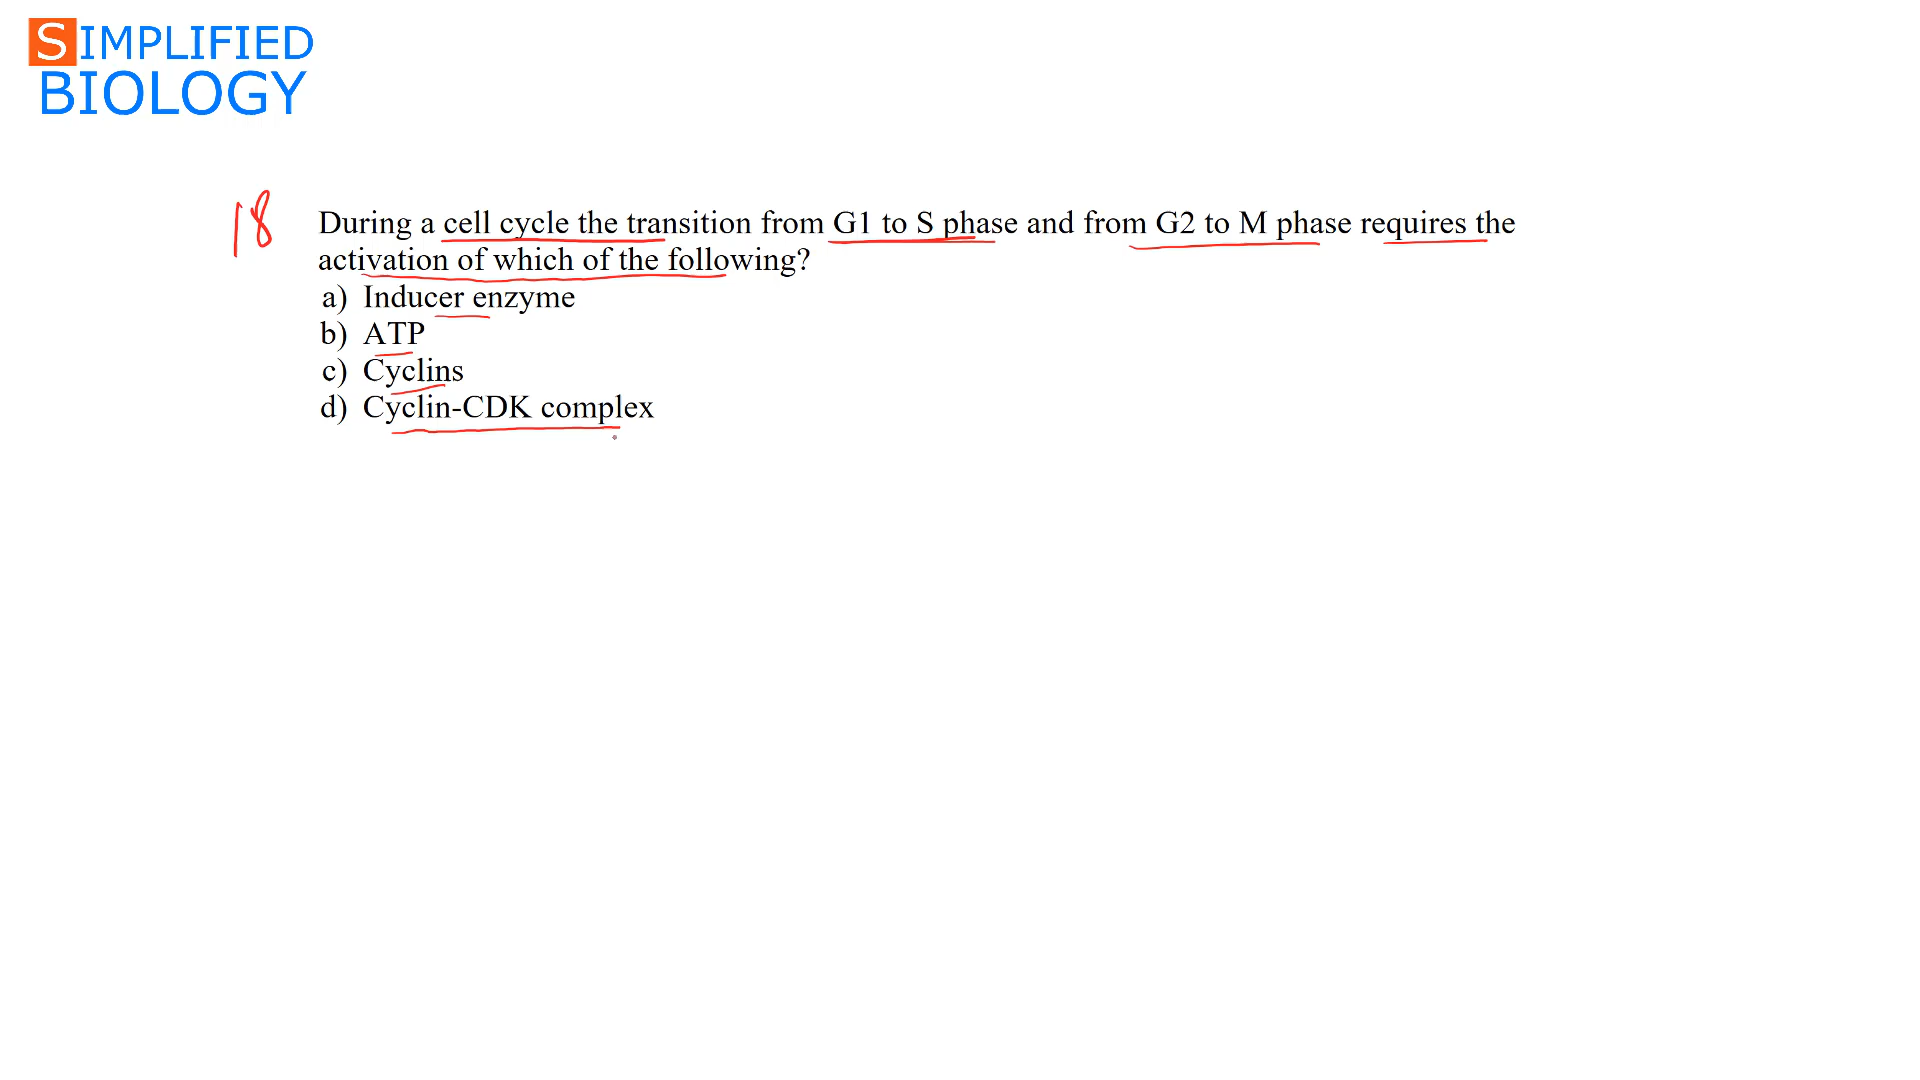 SIMPLIFIED
BIOLOGY
18
During a cell cycle the transition from G1 to S phase and from G2 to M phase requires the
activation of which of the following?
a) Inducer enzyme
b) ATP
c) Cyclins
d) Cyclin-CDK complex